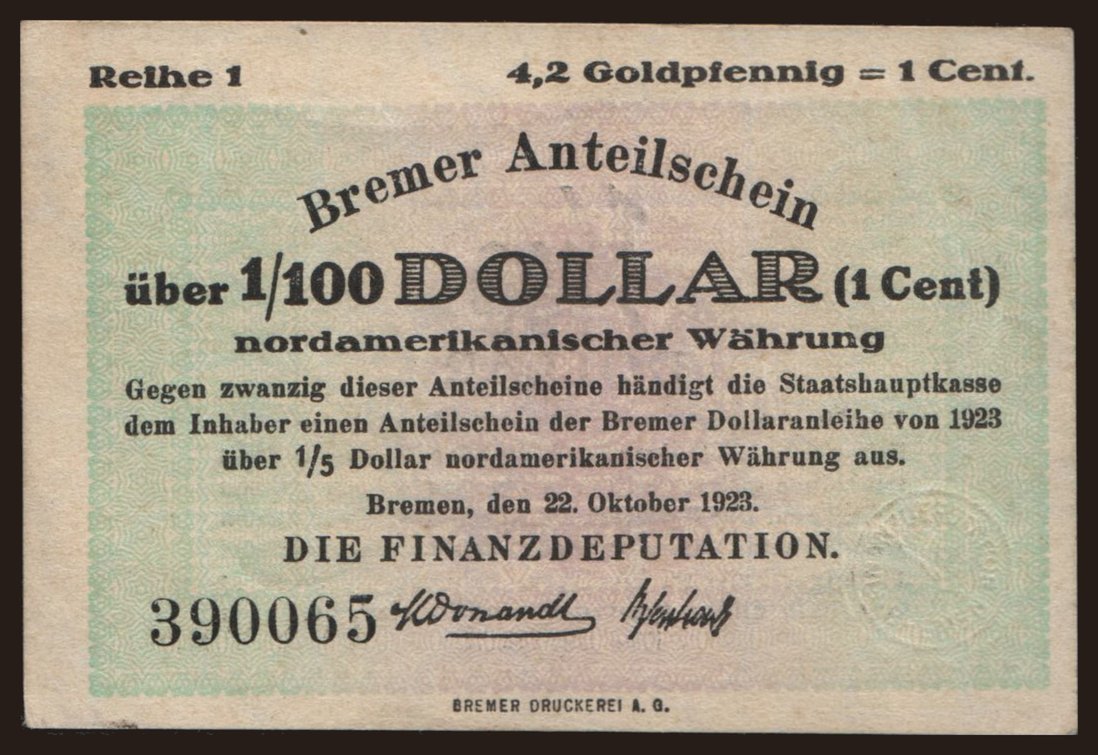 Reihe 1
4,2 Goldpfennig = 1 Cent.
Bremer Anteilschein
über 1/100 DOLLAR (1 Cent)
nordamerikanischer Währung
Gegen zwanzig dieser Anteilscheine händigt die Staatshauptkasse
dem Inhaber einen Anteilschein der Bremer Dollaranleihe von 1923
über 1/5 Dollar nordamerikanischer Währung aus.
Bremen, den 22. Oktober 1923.
DIE FINANZDEPUTATION.
390065 Donandt
BREMER DRUCKEREI A. G.